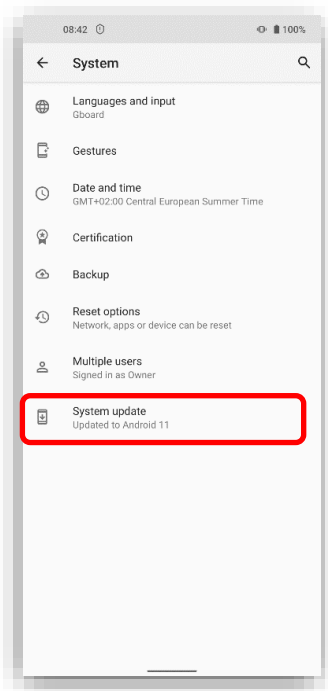 08:42 100%
System
Languages and input
Gboard
Gestures
Date and time
GMT+02:00 Central European Summer Time
Certification
Backup
Reset options
Network, apps or device can be reset
Multiple users
Signed in as Owner
System update
Updated to Android 11